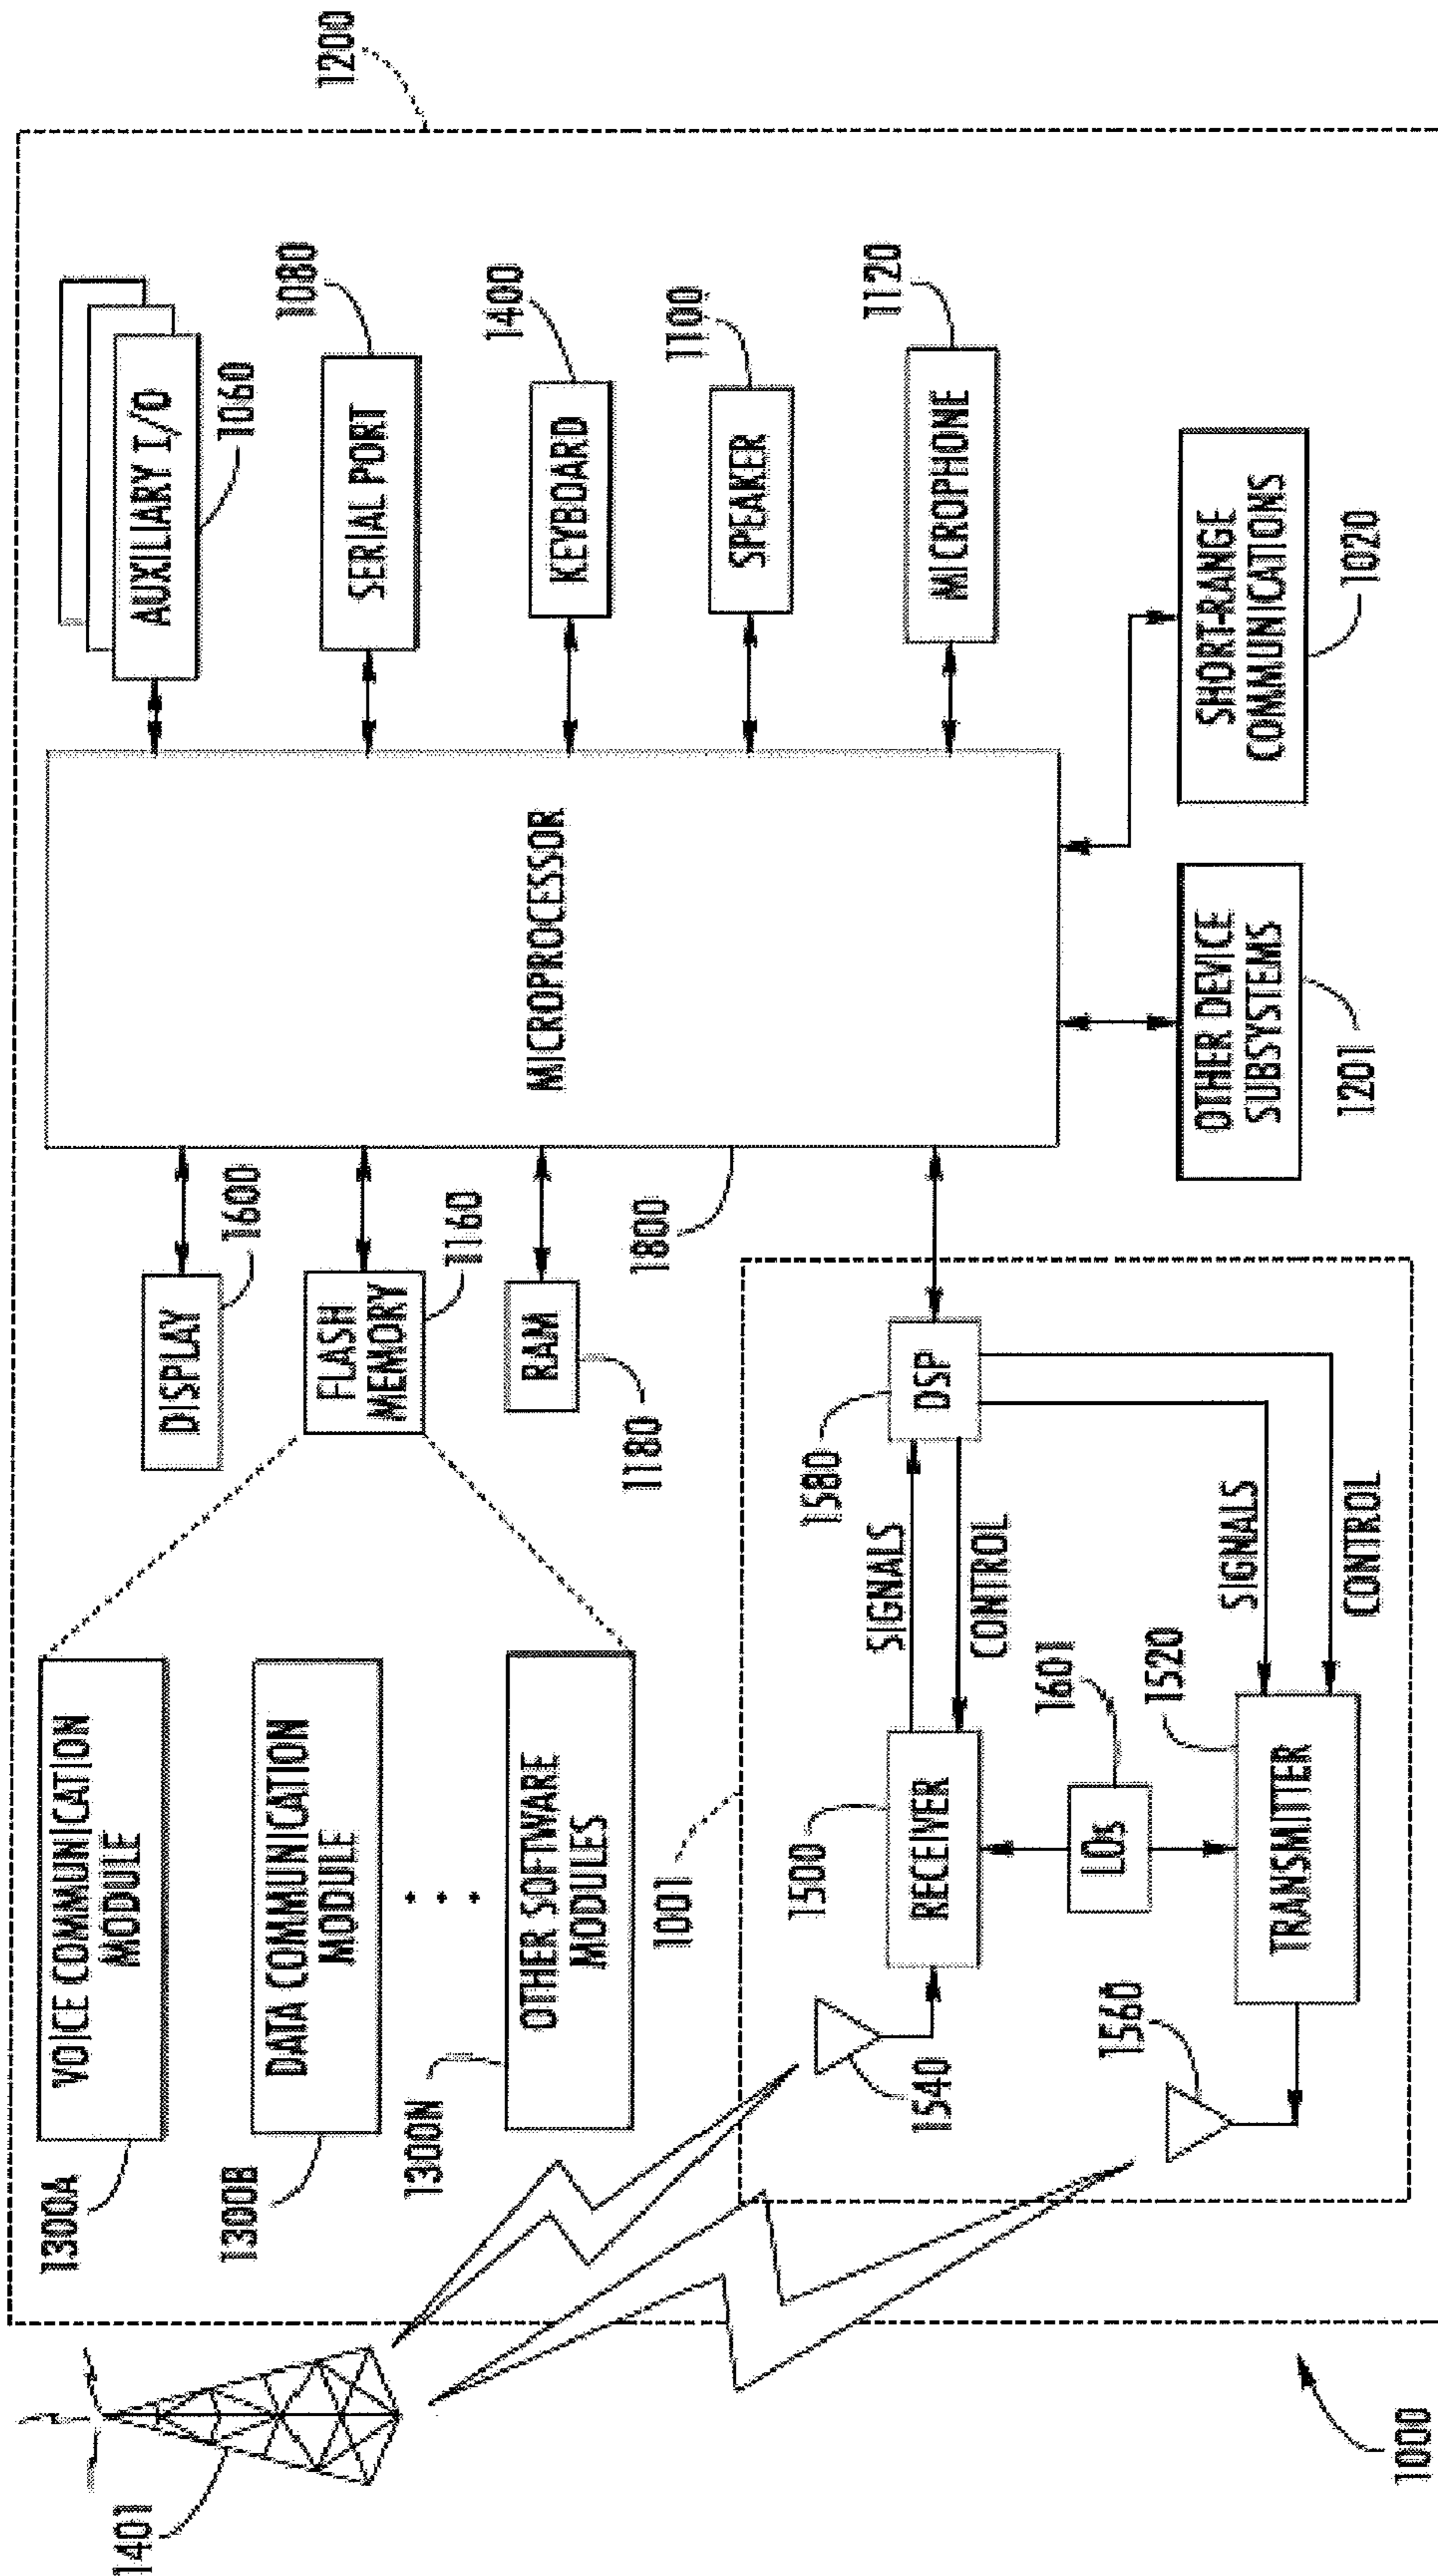 1401
1300A
VOICE COMMUNICATION
MODULE
1300B
DATA COMMUNICATION
MODULE
1300N
OTHER SOFTWARE
MODULES
DISPLAY
1600
FLASH
MEMORY
1160
RAM
1180
MICROPROCESSOR
1800
AUXILIARY I/O
1060
SERIAL PORT
1080
KEYBOARD
1400
SPEAKER
1100
MICROPHONE
1120
1200
1001
1500
RECEIVER
1540
SIGNALS
CONTROL
1580
DSP
LOs
1601
1560
TRANSMITTER
1520
SIGNALS
CONTROL
OTHER DEVICE
SUBSYSTEMS
1201
SHORT-RANGE
COMMUNICATIONS
1020
1000